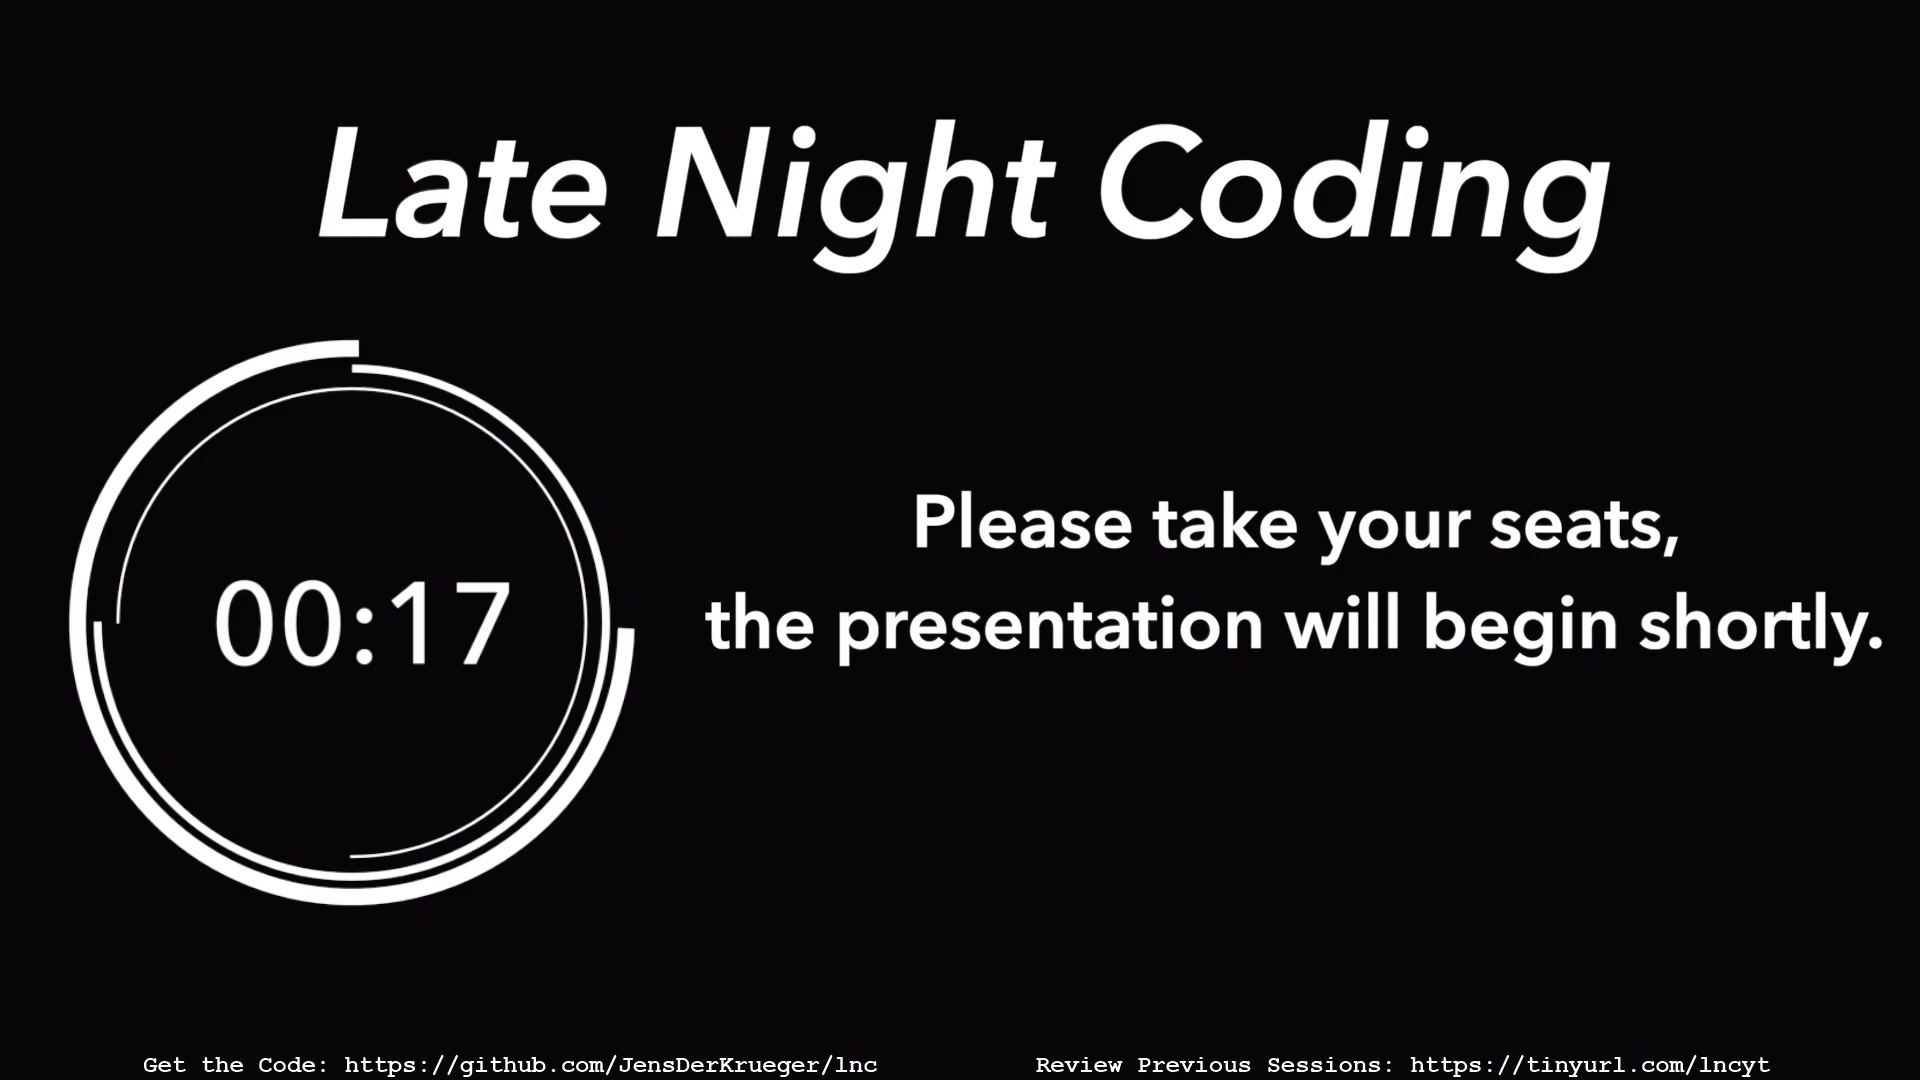 Late Night Coding
00:17
Please take your seats,
the presentation will begin shortly.
Get the Code: https://github.com/JensDerKrueger/lnc
Review Previous Sessions: https://tinyurl.com/lncyt